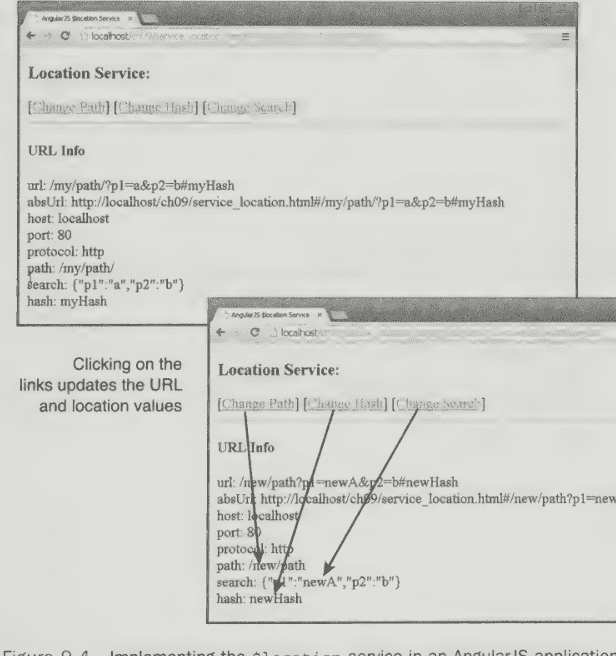 AngularJS $location Service ×
localhost/ch09/service_location
Location Service:
[Change Path] [Change Hash] [Change Search]
URL Info
url: /my/path/?p1=a&p2=b#myHash
absUrl: http://localhost/ch09/service_location.html#/my/path/?p1=a&p2=b#myHash
host: localhost
port: 80
protocol: http
path: /my/path/
search: {"p1":"a","p2":"b"}
hash: myHash
Clicking on the
links updates the URL
and location values
AngularJS $location Service ×
localhost
Location Service:
[Change Path] [Change Hash] [Change Search]
URL Info
url: /new/path?p1=newA&p2=b#newHash
absUrl: http://localhost/ch09/service_location.html#/new/path?p1=new
host: localhost
port: 80
protocol: http
path: /new/path
search: {"p1":"newA","p2":"b"}
hash: newHash
Figure 9.4 Implementing the $location service in an AngularJS application